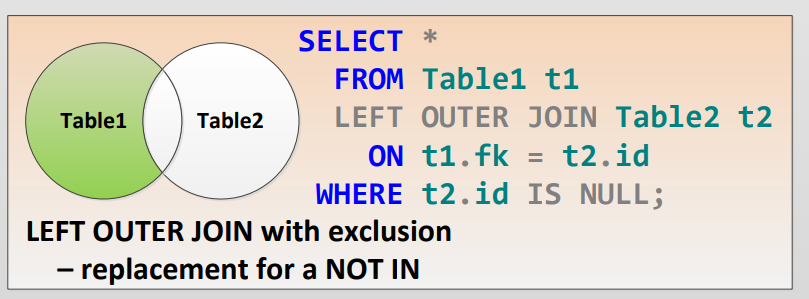 Table1
Table2
SELECT *
FROM Table1 t1
LEFT OUTER JOIN Table2 t2
ON t1.fk = t2.id
WHERE t2.id IS NULL;
LEFT OUTER JOIN with exclusion
– replacement for a NOT IN